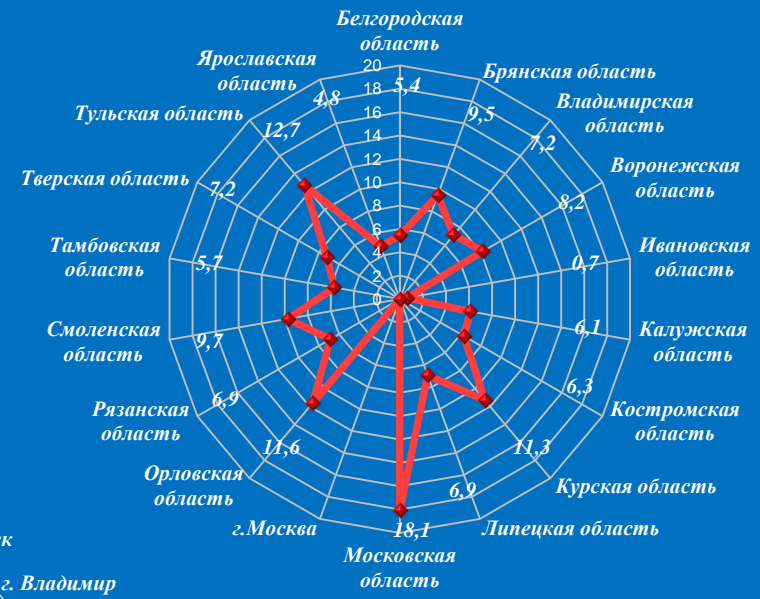 Белгородская
область
5,4
Брянская область
9,5
Владимирская
область
7,2
Воронежская
область
8,2
Ивановская
область
0,7
Калужская
область
6,1
Костромская
область
6,3
Курская область
11,3
Липецкая область
6,9
Московская
область
18,1
г.Москва
Орловская
область
11,6
Рязанская
область
6,9
Смоленская
область
9,7
Тамбовская
область
5,7
Тверская область
7,2
Тульская область
12,7
Ярославская
область
4,8
20
18
16
14
12
10
8
6
4
2
0
г. Владимир